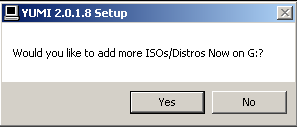 YUMI 2.0.1.8 Setup
Would you like to add more ISOs/Distros Now on G:?
Yes
No